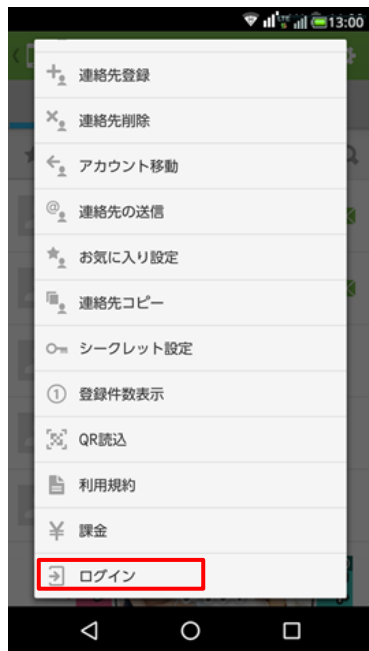 LTE 13:00
連絡先登録
連絡先削除
アカウント移動
連絡先の送信
お気に入り設定
連絡先コピー
シークレット設定
1 登録件数表示
QR読込
利用規約
¥ 課金
ログイン